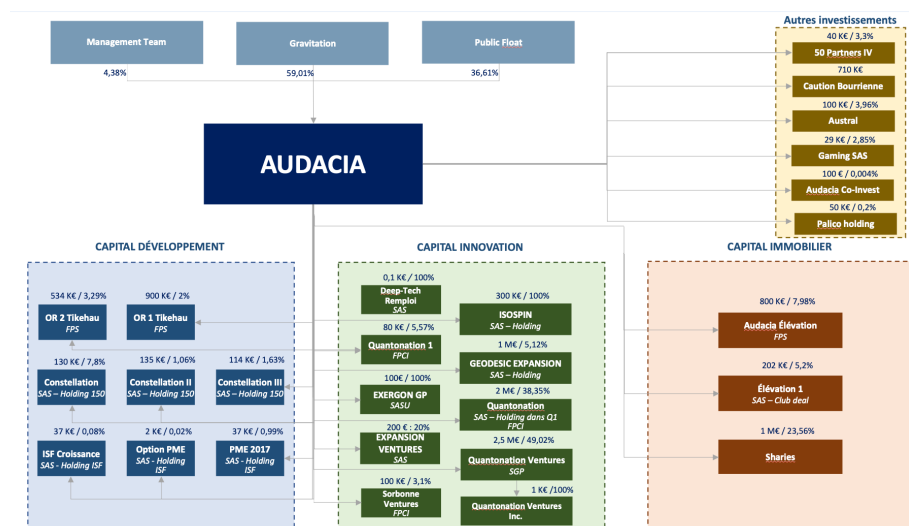 Management Team
Gravitation
Public Float
4,38%
59,01%
36,61%
AUDACIA
Autres investissements
40 K€ / 3,3%
50 Partners IV
710 K€
Caution Bourrienne
100 K€ / 3,96%
Austral
29 K€ / 2,85%
Gaming SAS
100 € / 0,004%
Audacia Co-Invest
50 K€ / 0,2%
Palico holding
CAPITAL DÉVELOPPEMENT
534 K€ / 3,29%
OR 2 Tikehau
FPS
900 K€ / 2%
OR 1 Tikehau
FPS
130 K€ / 7,8%
Constellation
SAS – Holding 150
135 K€ / 1,06%
Constellation II
SAS – Holding 150
114 K€ / 1,63%
Constellation III
SAS – Holding 150
37 K€ / 0,08%
ISF Croissance
SAS - Holding ISF
2 K€ / 0,02%
Option PME
SAS - Holding
ISF
37 K€ / 0,99%
PME 2017
SAS - Holding
ISF
CAPITAL INNOVATION
0,1 K€ / 100%
Deep-Tech
Remploi
SAS
80 K€ / 5,57%
Quantonation 1
FPCI
100€ / 100%
EXERGON GP
SASU
200 € : 20%
EXPANSION
VENTURES
SAS
100 K€ / 3,1%
Sorbonne
Ventures
FPCI
300 K€ / 100%
ISOSPIN
SAS – Holding
1 M€ / 5,12%
GEODESIC EXPANSION
SAS – Holding
2 M€ / 38,35%
Quantonation
SAS – Holding dans Q1
FPCI
2,5 M€ / 49,02%
Quantonation Ventures
SGP
1 K€ /100%
Quantonation Ventures
Inc.
CAPITAL IMMOBILIER
800 K€ / 7,98%
Audacia Élévation
FPS
202 K€ / 5,2%
Élévation 1
SAS – Club deal
1 M€ / 23,56%
Sharies